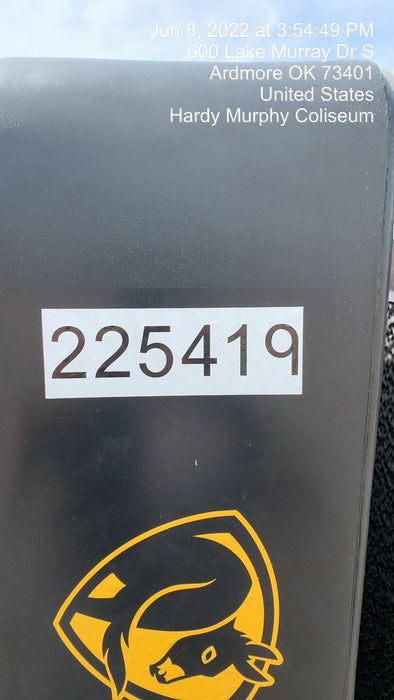 Jun 8, 2022 at 3:54:49 PM
600 Lake Murray Dr S
Ardmore OK 73401
United States
Hardy Murphy Coliseum
225419